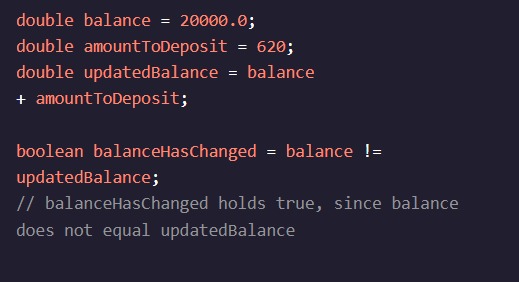 double balance = 20000.0;
double amountToDeposit = 620;
double updatedBalance = balance
+ amountToDeposit;
boolean balanceHasChanged = balance !=
updatedBalance;
// balanceHasChanged holds true, since balance
does not equal updatedBalance